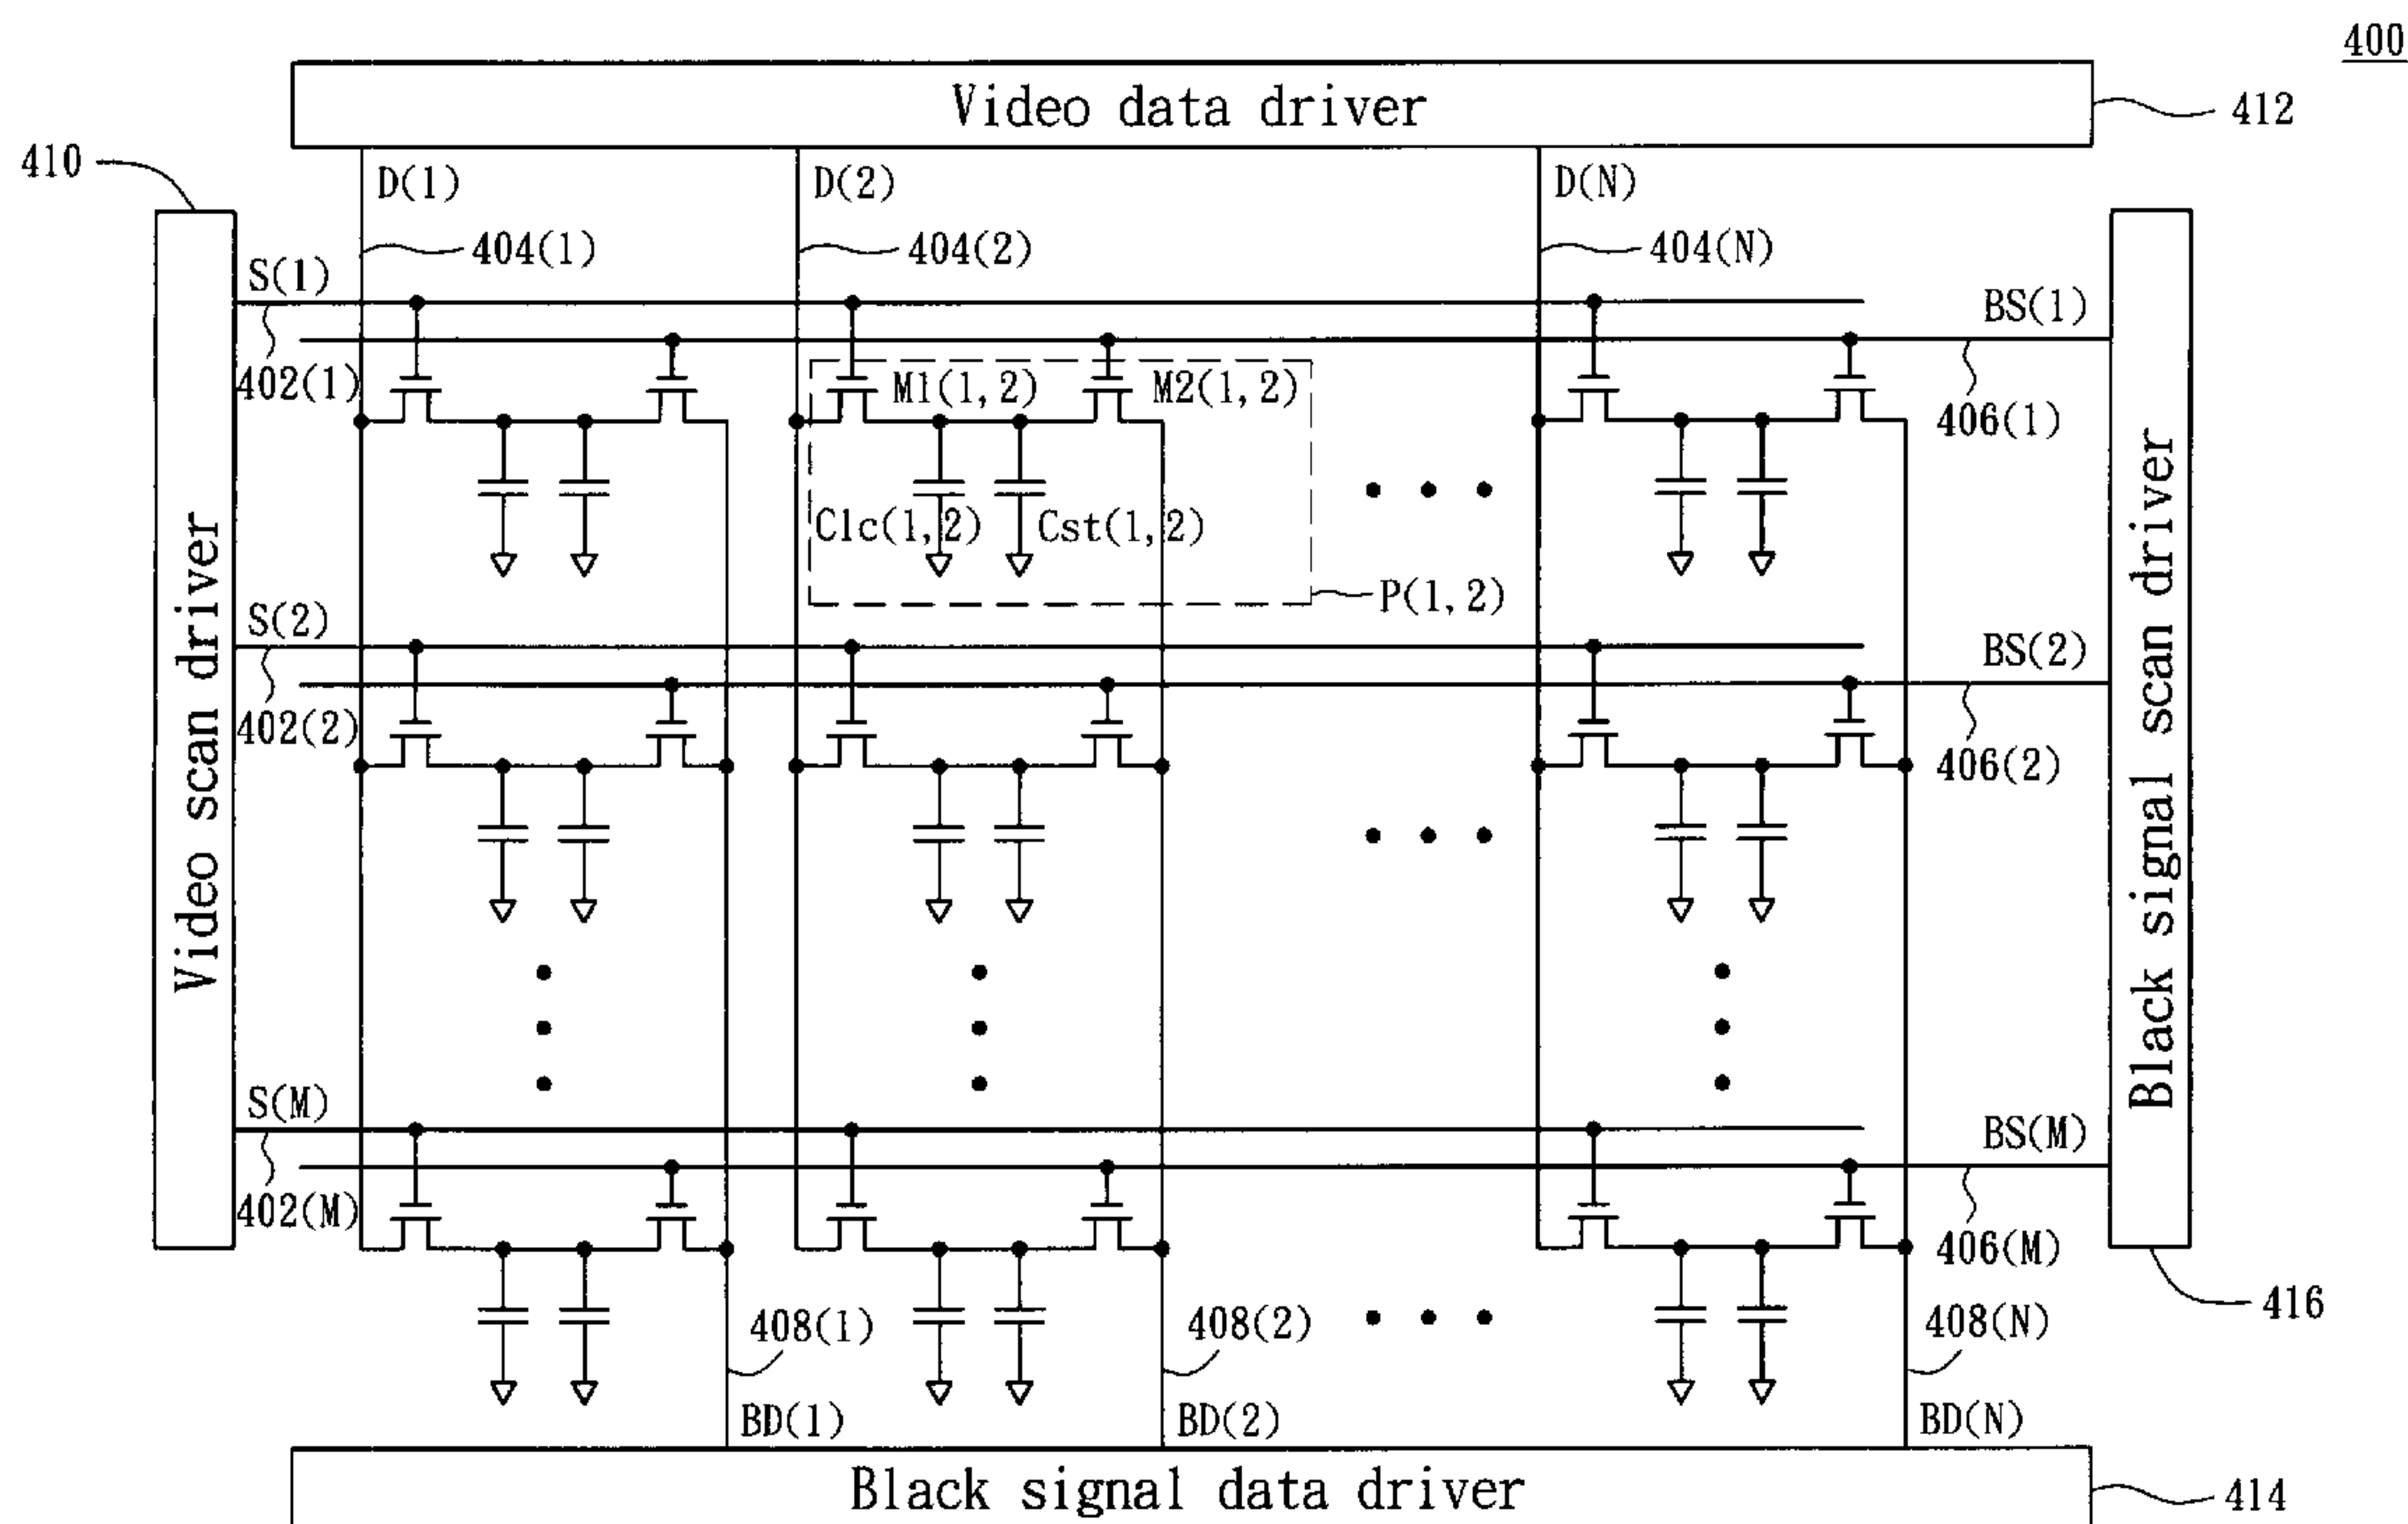 400
Video data driver
412
410
D(1)
D(2)
D(N)
404(1)
404(2)
404(N)
S(1)
BS(1)
402(1)
M1(1,2)
M2(1,2)
406(1)
Clc(1,2)
Cst(1,2)
P(1,2)
S(2)
BS(2)
402(2)
406(2)
Video scan driver
Black signal scan driver
S(M)
BS(M)
402(M)
406(M)
416
408(1)
408(2)
408(N)
BD(1)
BD(2)
BD(N)
Black signal data driver
414